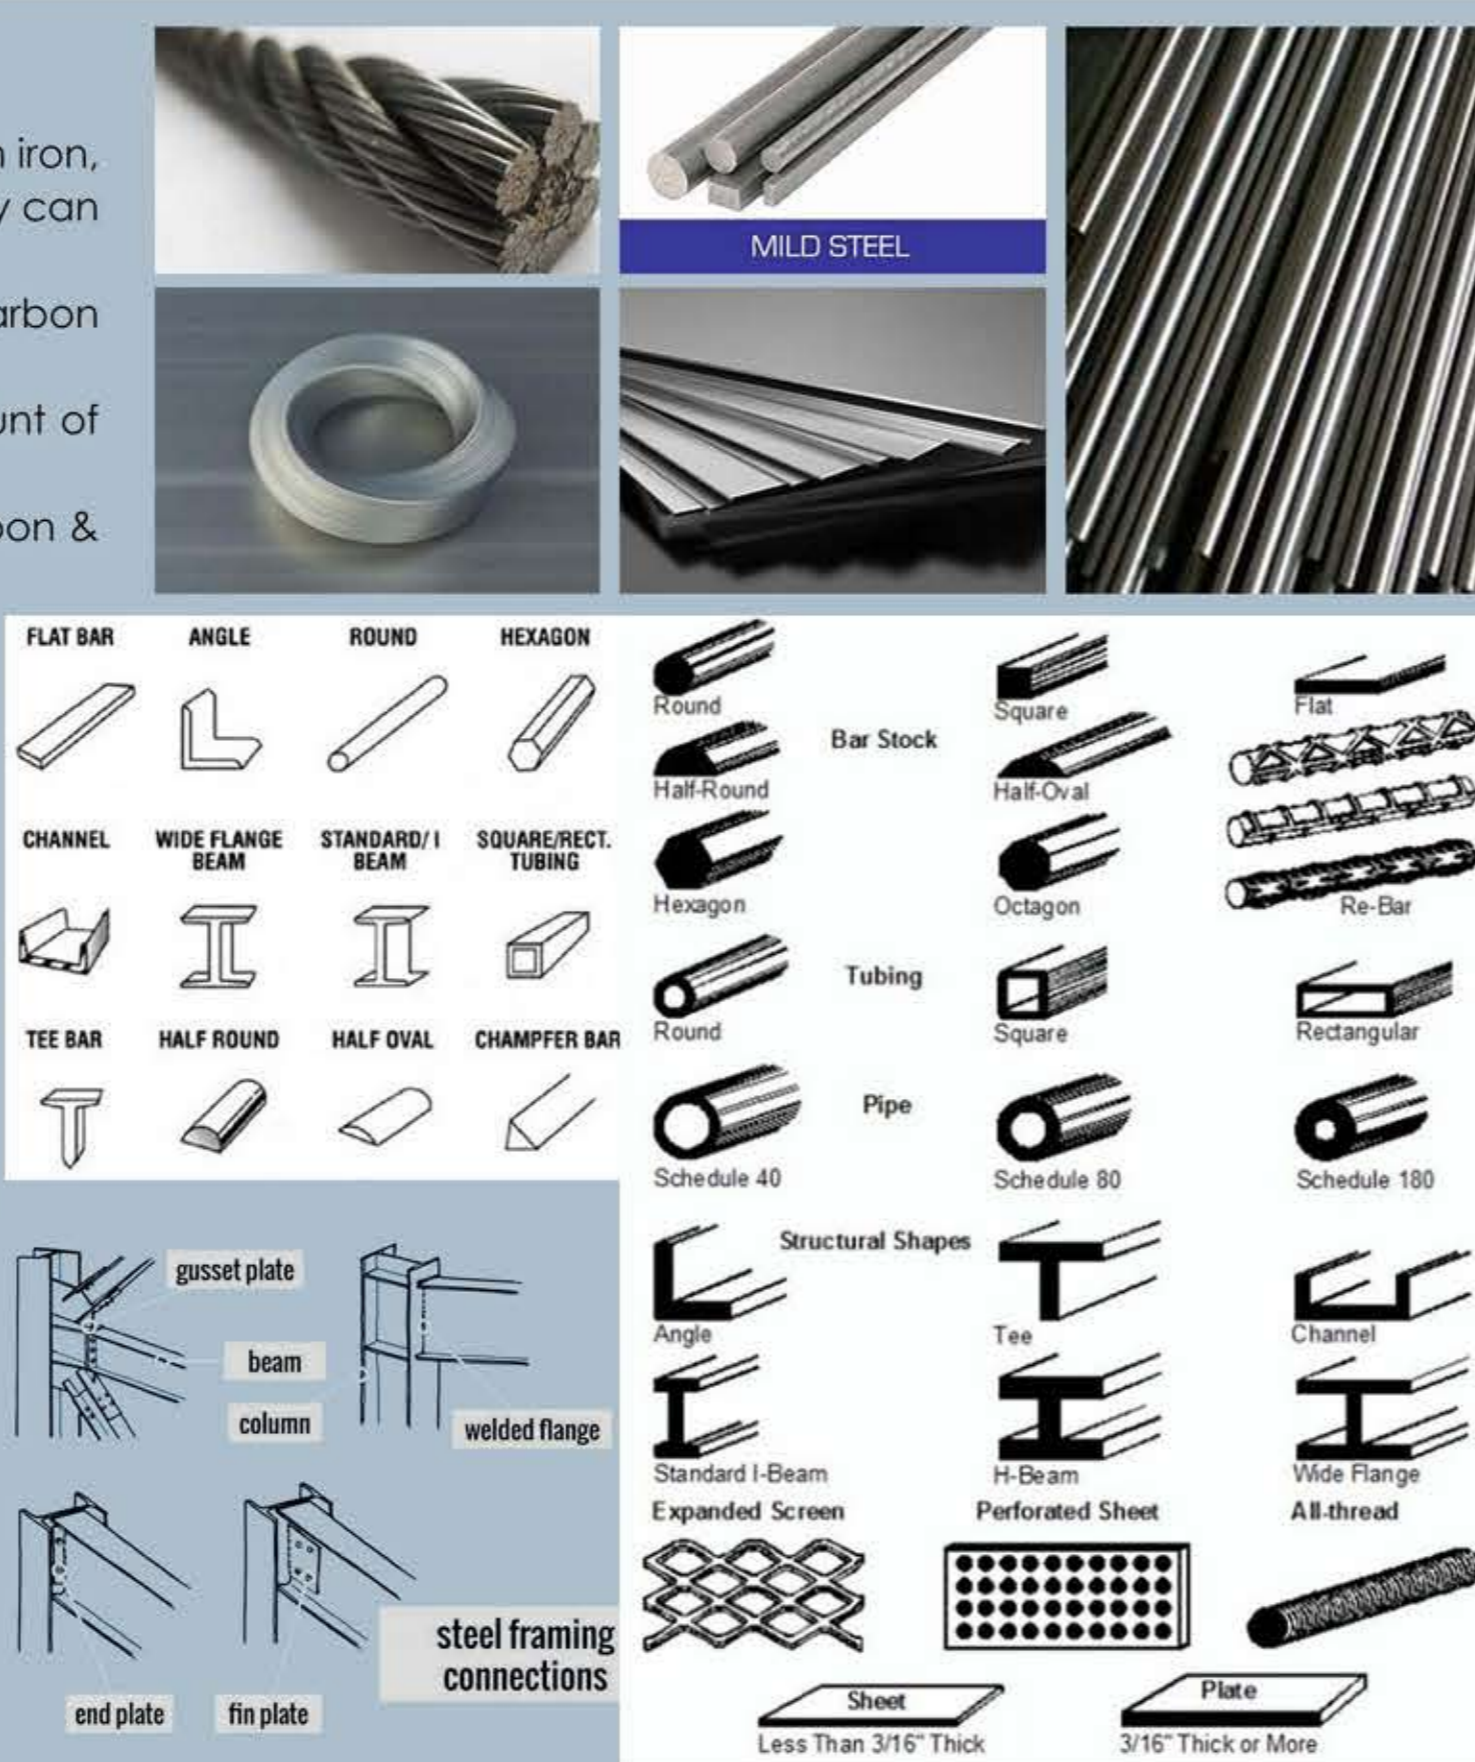 n iron,
y can
arbon
unt of
oon &
MILD STEEL
FLAT BAR
ANGLE
ROUND
HEXAGON
CHANNEL
WIDE FLANGE
BEAM
STANDARD/ I
BEAM
SQUARE/RECT.
TUBING
TEE BAR
HALF ROUND
HALF OVAL
CHAMPFER BAR
Round
Square
Flat
Bar Stock
Half-Round
Half-Oval
Hexagon
Octagon
Re-Bar
Tubing
Round
Square
Rectangular
Pipe
Schedule 40
Schedule 80
Schedule 180
Structural Shapes
Angle
Tee
Channel
Standard I-Beam
H-Beam
Wide Flange
Expanded Screen
Perforated Sheet
All-thread
Sheet
Less Than 3/16" Thick
Plate
3/16" Thick or More
gusset plate
beam
column
welded flange
end plate
fin plate
steel framing
connections